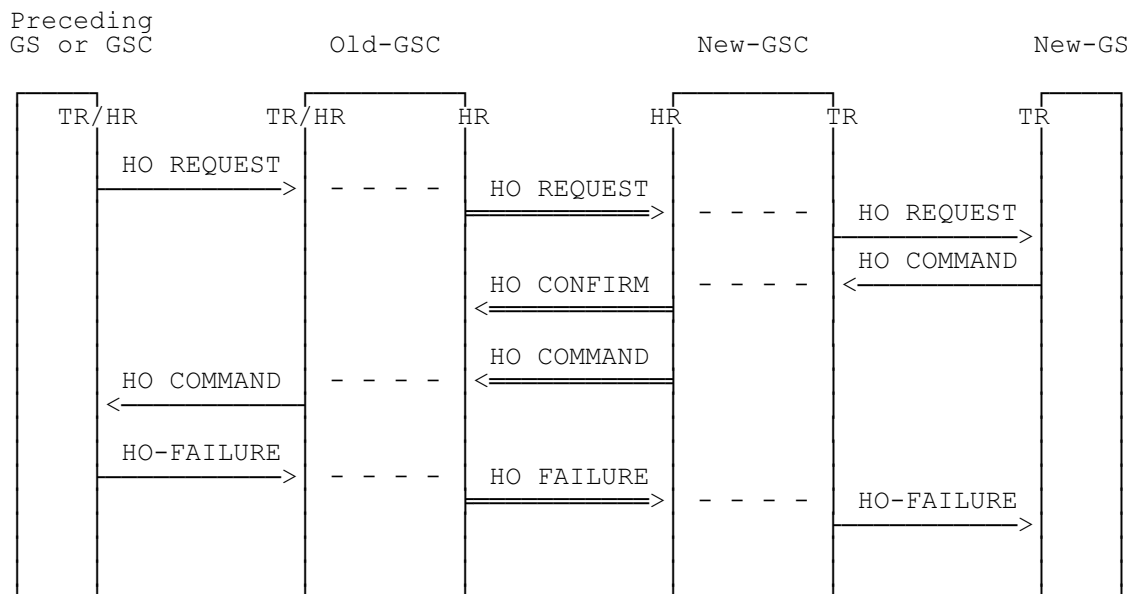 Preceding
GS or GSC Old-GSC New-GSC New-GS
TR/HR TR/HR HR HR TR TR
HO REQUEST
HO REQUEST
HO REQUEST
HO COMMAND
HO CONFIRM
HO COMMAND
HO COMMAND
HO-FAILURE
HO FAILURE
HO-FAILURE